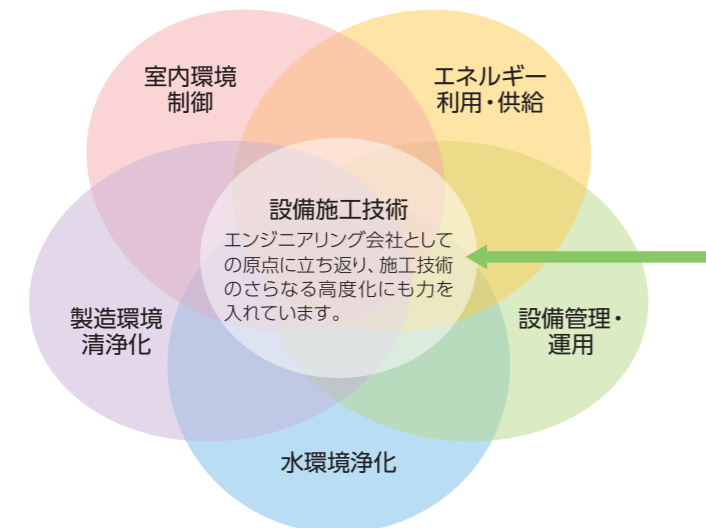 室内環境
制御
エネルギー
利用・供給
設備施工技術
エンジニアリング会社として
の原点に立ち返り、施工技術
のさらなる高度化にも力を
入れています。
製造環境
清浄化
設備管理・
運用
水環境浄化